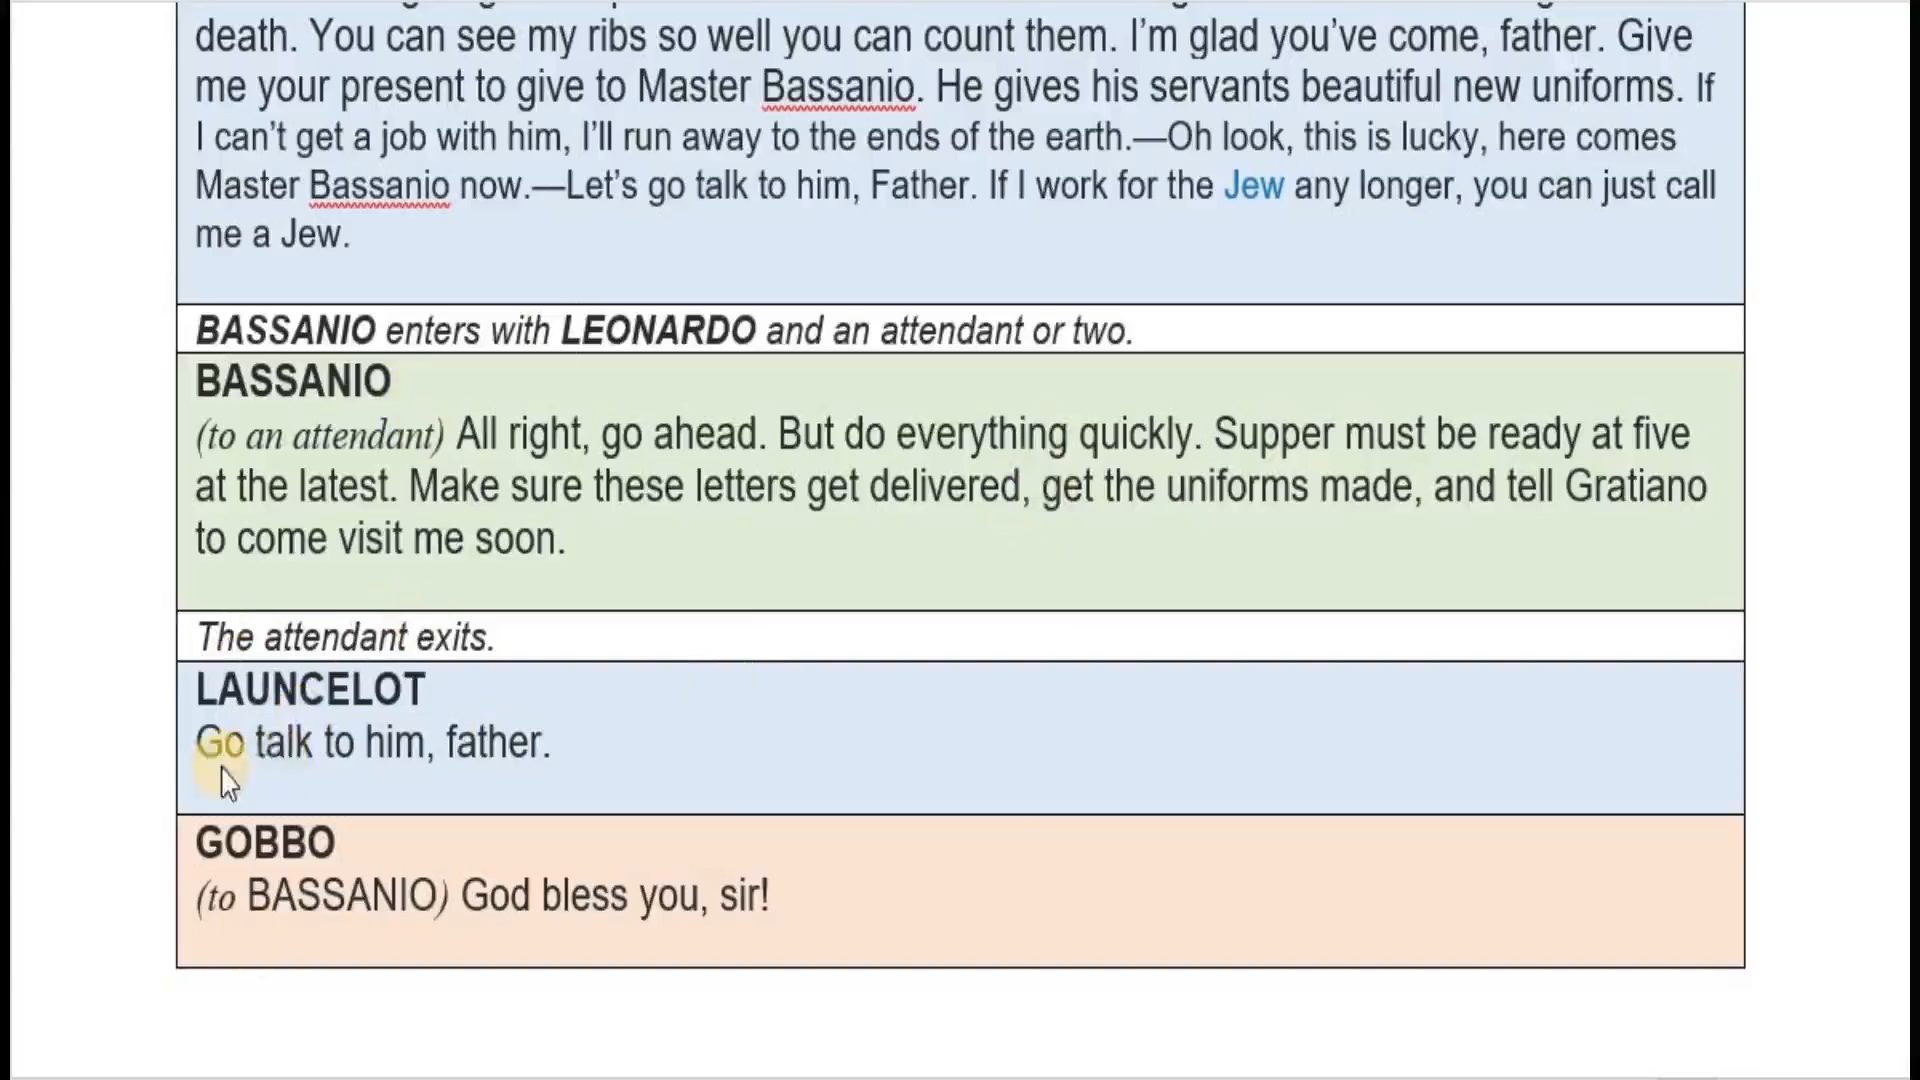 death. You can see my ribs so well you can count them. I’m glad you’ve come, father. Give
me your present to give to Master Bassanio. He gives his servants beautiful new uniforms. If
I can’t get a job with him, I’ll run away to the ends of the earth.—Oh look, this is lucky, here comes
Master Bassanio now.—Let’s go talk to him, Father. If I work for the Jew any longer, you can just call
me a Jew.
BASSANIO enters with LEONARDO and an attendant or two.
BASSANIO
(to an attendant) All right, go ahead. But do everything quickly. Supper must be ready at five
at the latest. Make sure these letters get delivered, get the uniforms made, and tell Gratiano
to come visit me soon.
The attendant exits.
LAUNCELOT
Go talk to him, father.
GOBBO
(to BASSANIO) God bless you, sir!